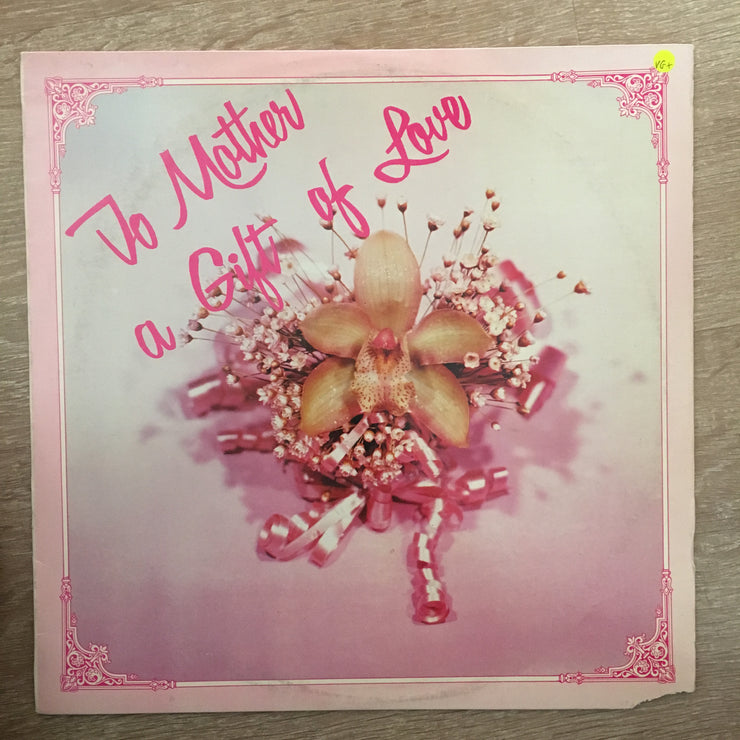 To Mother
a Gift of Love
VG+